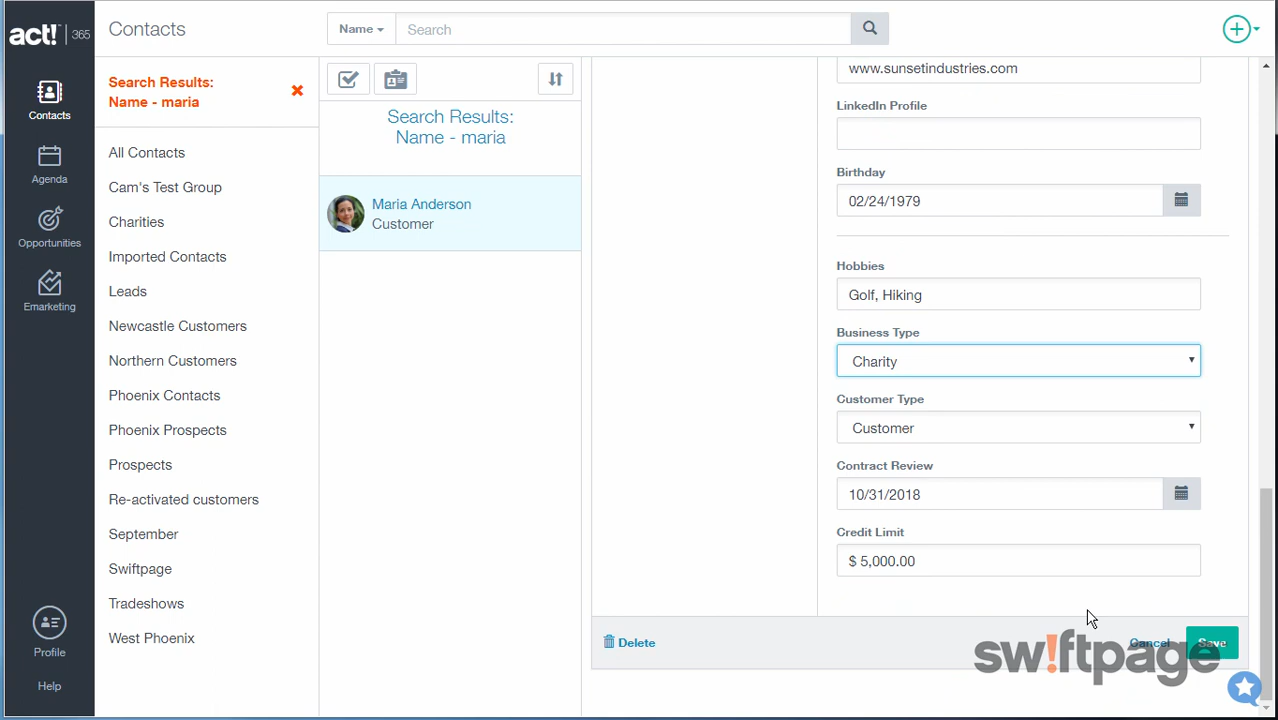 act! | 365
Contacts
Name
Search
Contacts
Agenda
Opportunities
Emarketing
Profile
Help
Search Results:
Name - maria
All Contacts
Cam's Test Group
Charities
Imported Contacts
Leads
Newcastle Customers
Northern Customers
Phoenix Contacts
Phoenix Prospects
Prospects
Re-activated customers
September
Swiftpage
Tradeshows
West Phoenix
Search Results:
Name - maria
Maria Anderson
Customer
www.sunsetindustries.com
LinkedIn Profile
Birthday
02/24/1979
Hobbies
Golf, Hiking
Business Type
Charity
Customer Type
Customer
Contract Review
10/31/2018
Credit Limit
$ 5,000.00
Delete
Cancel
Save
sw!ftpage